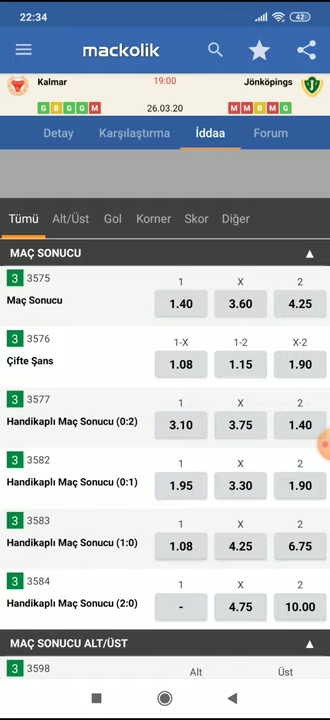 22:34
42
mackolik
Kalmar
19:00
Jönköpings
G B G G M
26.03.20
M M B M G
J
Detay
Karşılaştırma
İddaa
Forum
Tümü
Alt/Üst
Gol
Korner
Skor
Diğer
MAÇ SONUCU
3 3575
1 X 2
Maç Sonucu
1.40 3.60 4.25
3 3576
1-X 1-2 X-2
Çifte Şans
1.08 1.15 1.90
3 3577
1 X 2
Handikaplı Maç Sonucu (0:2)
3.10 3.75 1.40
3 3582
1 X 2
Handikaplı Maç Sonucu (0:1)
1.95 3.30 1.90
3 3583
1 X 2
Handikaplı Maç Sonucu (1:0)
1.08 4.25 6.75
3 3584
1 X 2
Handikaplı Maç Sonucu (2:0)
- 4.75 10.00
MAÇ SONUCU ALT/ÜST
3 3598
Alt Üst